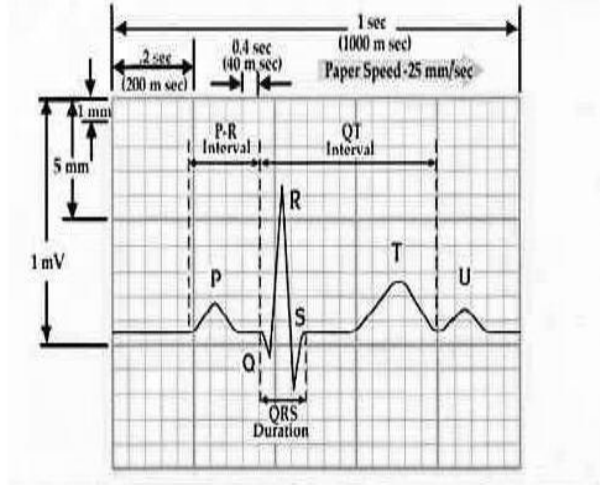 1 sec
(1000 m sec)
.2 sec
(200 m sec)
0.4 sec
(40 m sec)
Paper Speed-25 mm/sec
1 mm
5 mm
1 mV
P-R
Interval
QT
Interval
R
P
T
U
S
Q
QRS
Duration